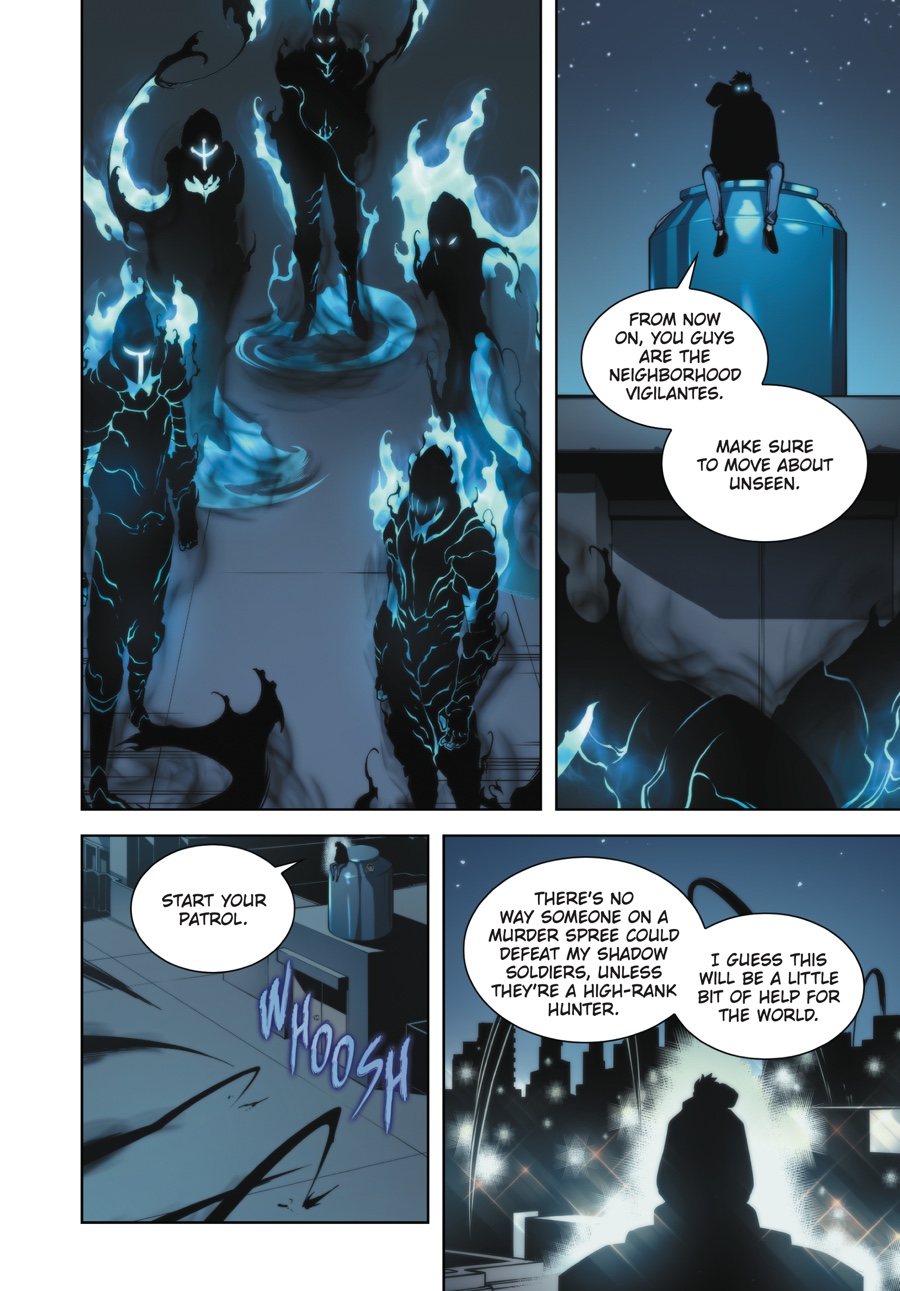 FROM NOW
ON, YOU GUYS
ARE THE
NEIGHBORHOOD
VIGILANTES.
MAKE SURE
TO MOVE ABOUT
UNSEEN.
START YOUR
PATROL.
WHOOSH
THERE'S NO
WAY SOMEONE ON A
MURDER SPREE COULD
DEFEAT MY SHADOW
SOLDIERS, UNLESS
THEY'RE A HIGH-RANK
HUNTER.
I GUESS THIS
WILL BE A LITTLE
BIT OF HELP FOR
THE WORLD.